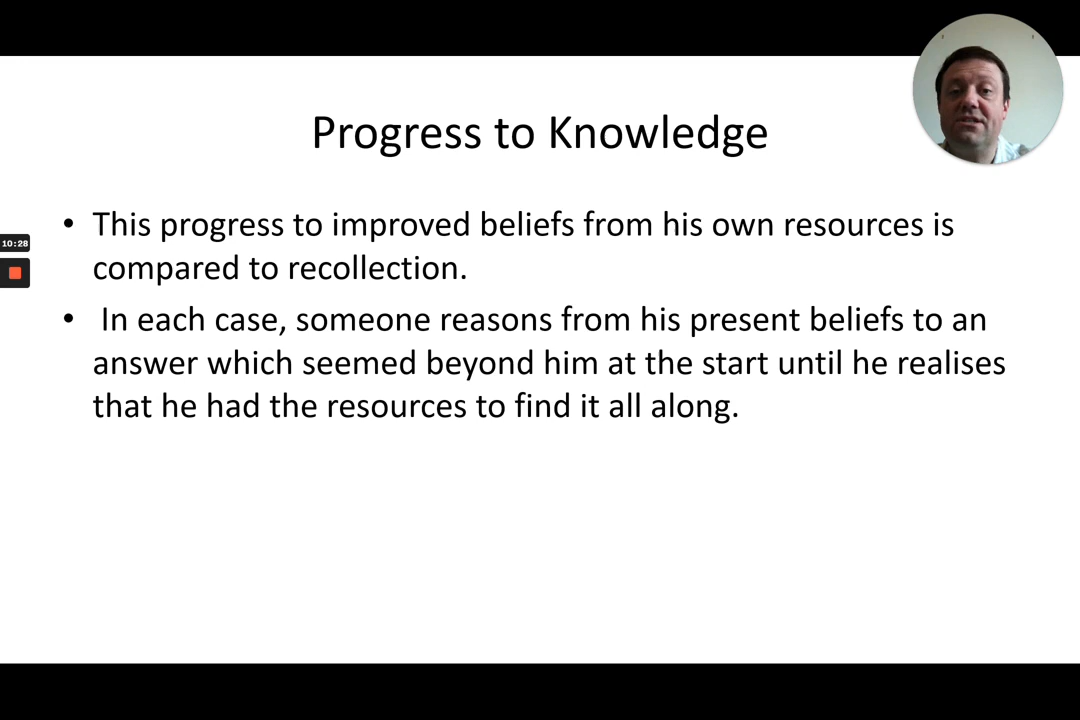 Progress to Knowledge
• This progress to improved beliefs from his own resources is
compared to recollection.
• In each case, someone reasons from his present beliefs to an
answer which seemed beyond him at the start until he realises
that he had the resources to find it all along.
10:28